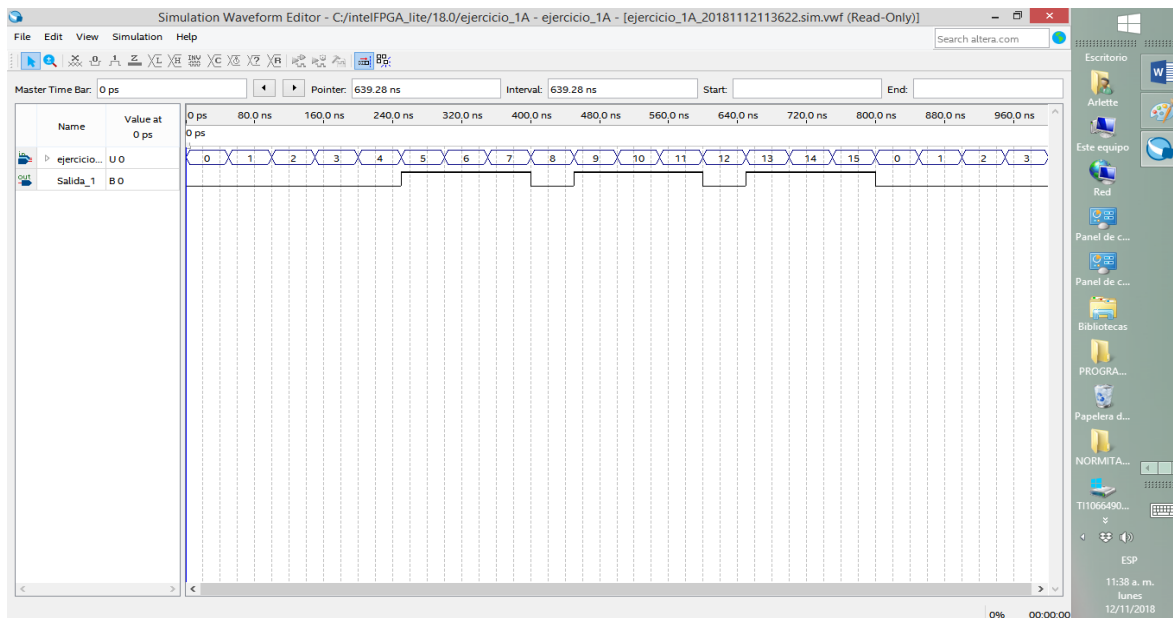 Simulation Waveform Editor - C:/intelFPGA_lite/18.0/ejercicio_1A - ejercicio_1A - [ejercicio_1A_20181112113622.sim.vwf (Read-Only)]
File Edit View Simulation Help
Search altera.com
Master Time Bar: 0 ps Pointer: 639.28 ns Interval: 639.28 ns Start: End:
Name Value at 0 ps
0 ps 80.0 ns 160.0 ns 240.0 ns 320.0 ns 400.0 ns 480.0 ns 560.0 ns 640.0 ns 720.0 ns 800.0 ns 880.0 ns 960.0 ns
0 ps
in ejercicio... U 0 0 1 2 3 4 5 6 7 8 9 10 11 12 13 14 15 0 1 2 3
out Salida_1 B 0
0% 00:00:00
Escritorio
Arlette
Este equipo
Red
Panel de c...
Panel de c...
Bibliotecas
PROGRA...
Papelera d...
NORMITA...
TI1066490...
ESP
11:38 a. m.
lunes
12/11/2018